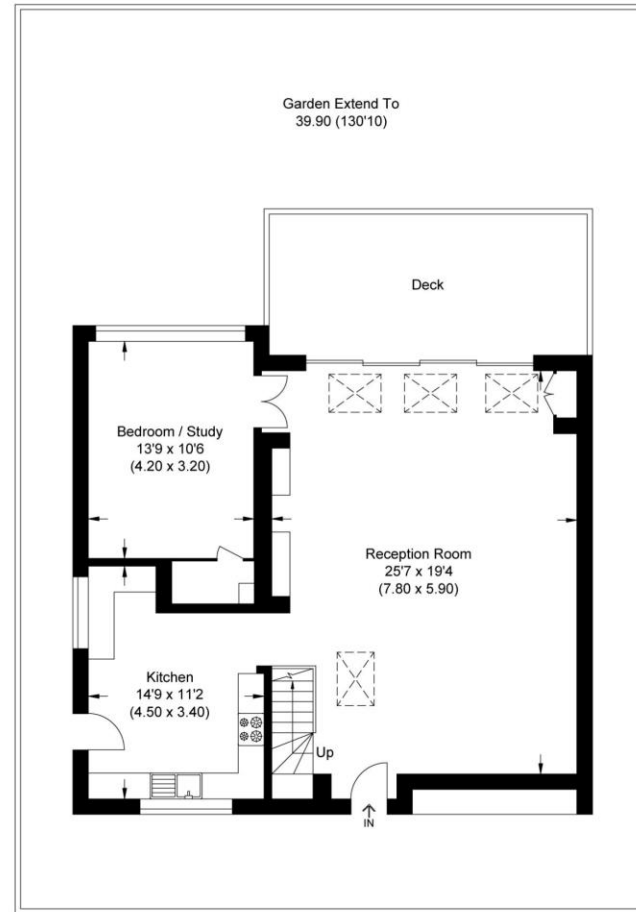 Garden Extend To
39.90 (130'10)
Deck
Bedroom / Study
13'9 x 10'6
(4.20 x 3.20)
Reception Room
25'7 x 19'4
(7.80 x 5.90)
Kitchen
14'9 x 11'2
(4.50 x 3.40)
Up
IN